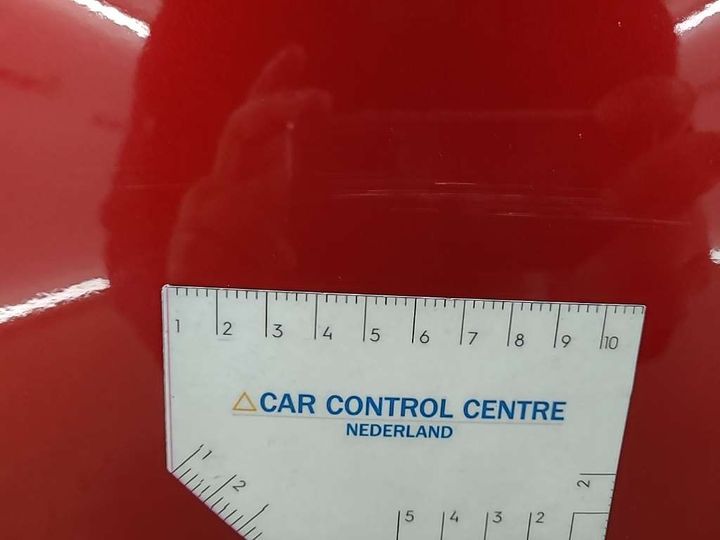 1 2 3 4 5 6 7 8 9 10
CAR CONTROL CENTRE
NEDERLAND
1
2
2
5 4 3 2